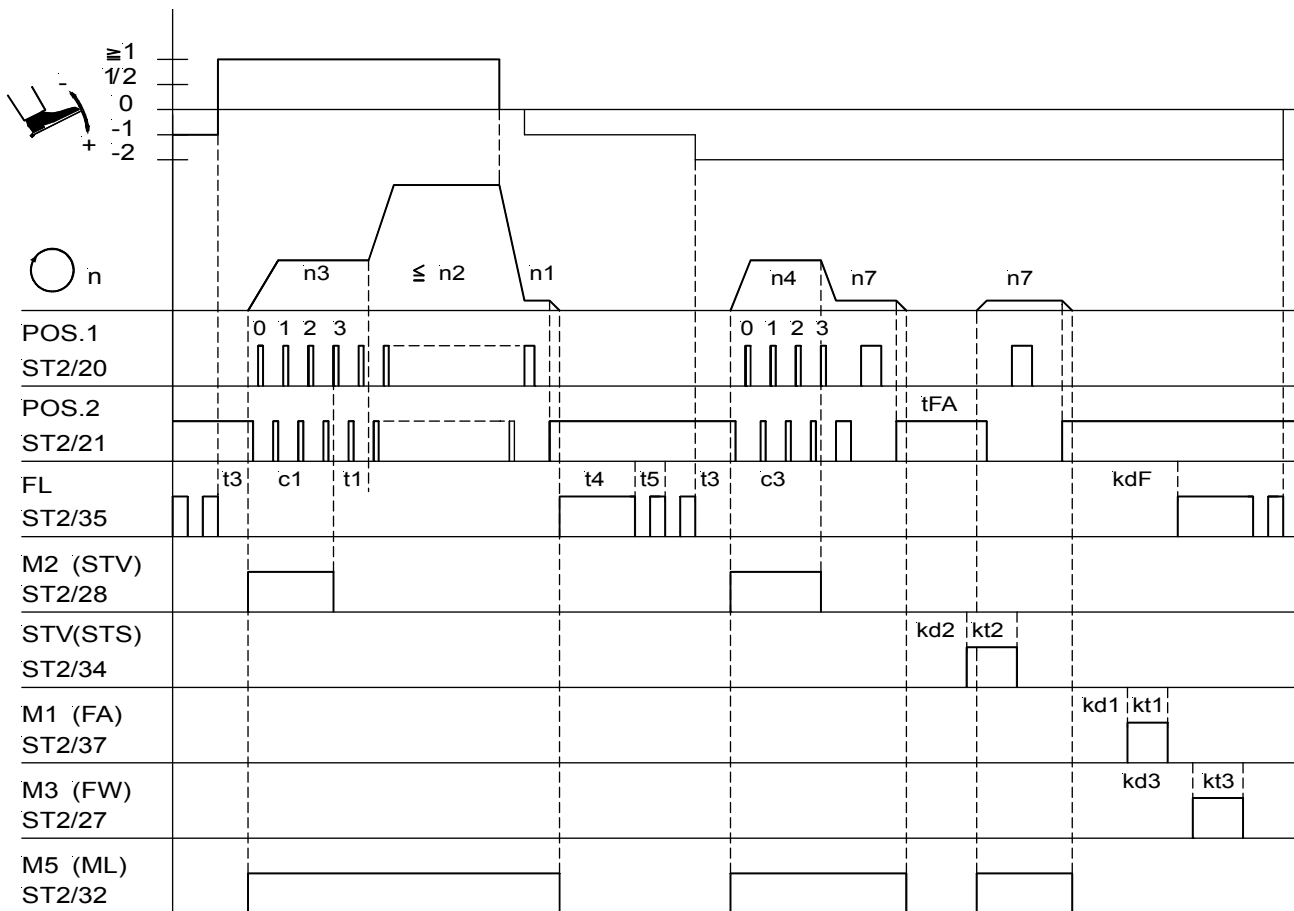 ≧1
1/2
0
-1
-2
-
+
n
n3
≦ n2
n1
n4
n7
n7
POS.1
ST2/20
0 1 2 3
0 1 2 3
POS.2
ST2/21
tFA
FL
ST2/35
t3 c1 t1 t4 t5 t3 c3 kdF
M2 (STV)
ST2/28
STV(STS)
ST2/34
kd2 kt2
M1 (FA)
ST2/37
kd1 kt1
M3 (FW)
ST2/27
kd3 kt3
M5 (ML)
ST2/32